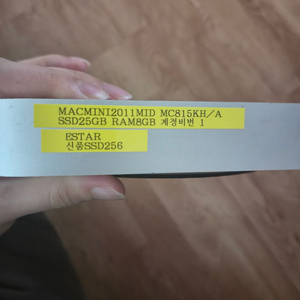 MACMINI2011MID MC815KH/A
SSD25GB RAM8GB 계정비번 1
ESTAR
신품SSD256